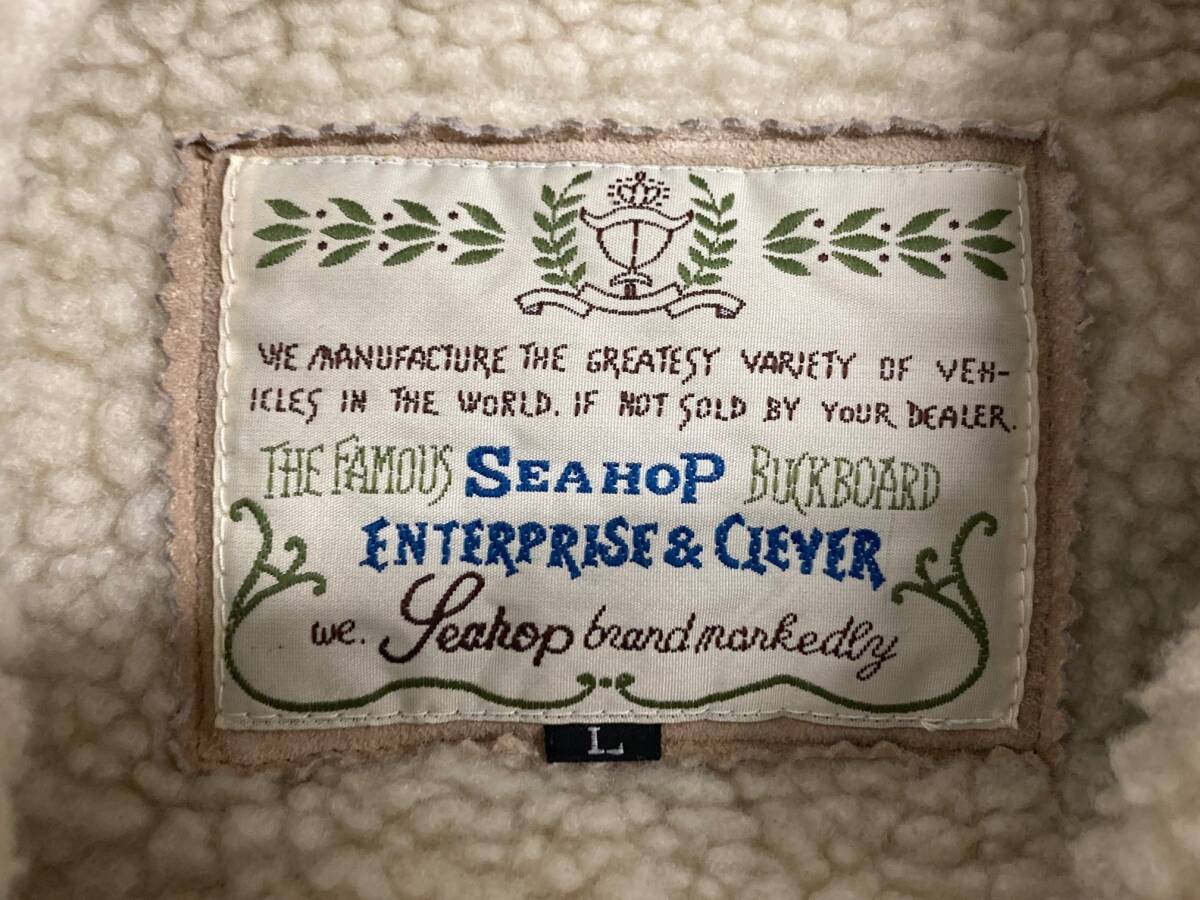 WE MANUFACTURE THE GREATEST VARIETY OF VEH-
ICLES IN THE WORLD. IF NOT SOLD BY YOUR DEALER.
THE FAMOUS SEAHOP BUCKBOARD
ENTERPRISE & CLEVER
we. Seahop brand markedly
L